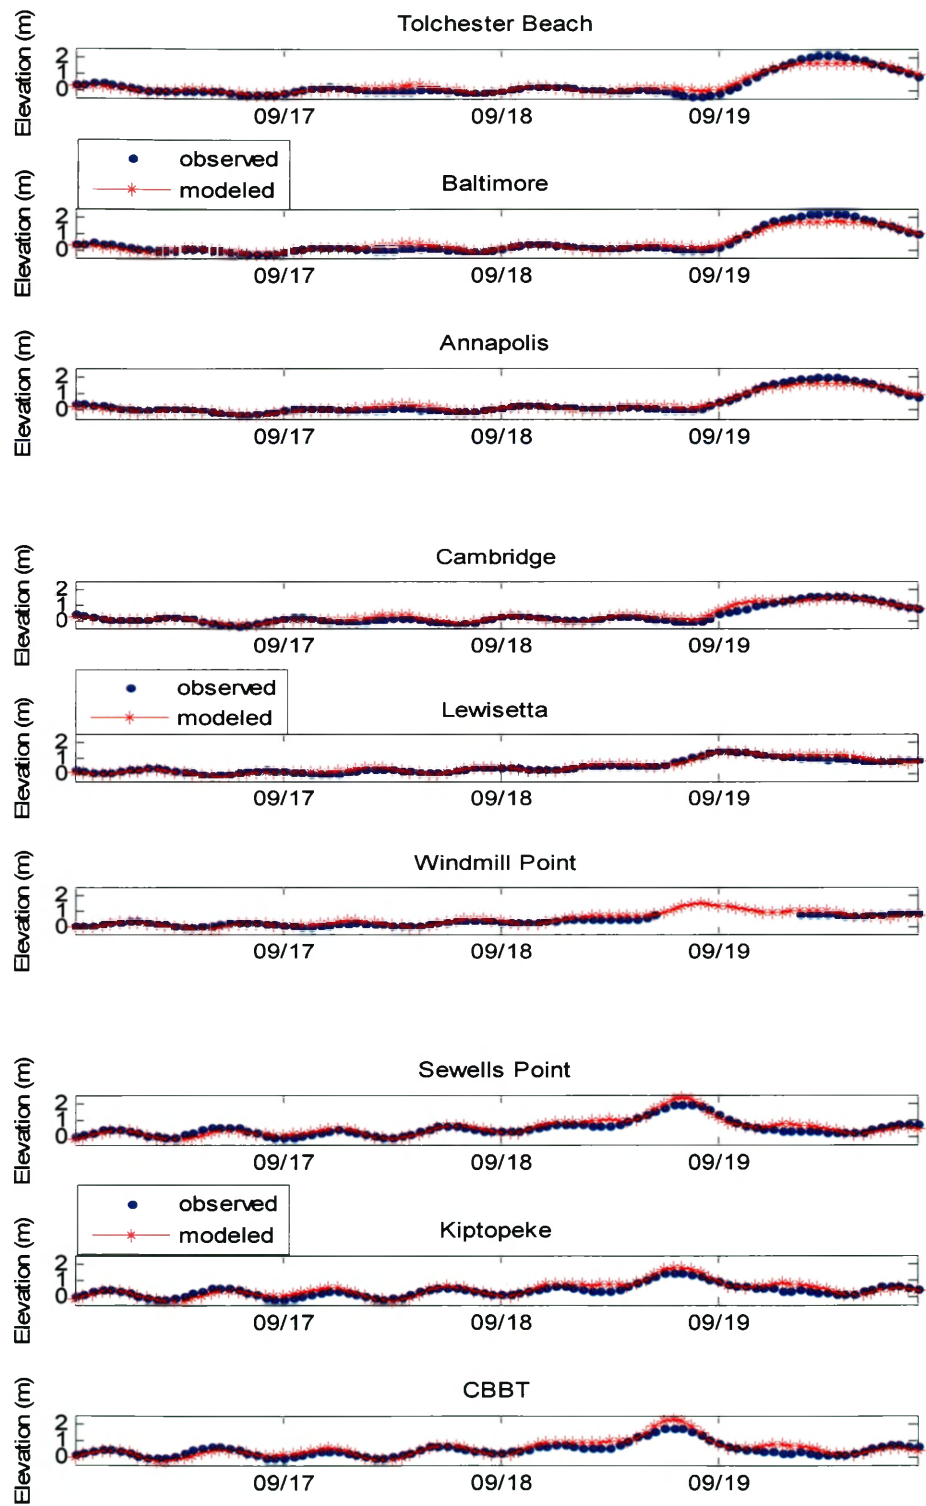 Tolchester Beach
Elevation (m)
2
1
0
09/17 09/18 09/19
observed
modeled
Baltimore
Elevation (m)
2
1
0
09/17 09/18 09/19
Annapolis
Elevation (m)
2
1
0
09/17 09/18 09/19
Cambridge
Elevation (m)
2
1
0
09/17 09/18 09/19
observed
modeled
Lewisetta
Elevation (m)
2
1
0
09/17 09/18 09/19
Windmill Point
Elevation (m)
2
1
0
09/17 09/18 09/19
Sewells Point
Elevation (m)
2
1
0
09/17 09/18 09/19
observed
modeled
Kiptopeke
Elevation (m)
2
1
0
09/17 09/18 09/19
CBBT
Elevation (m)
2
1
0
09/17 09/18 09/19